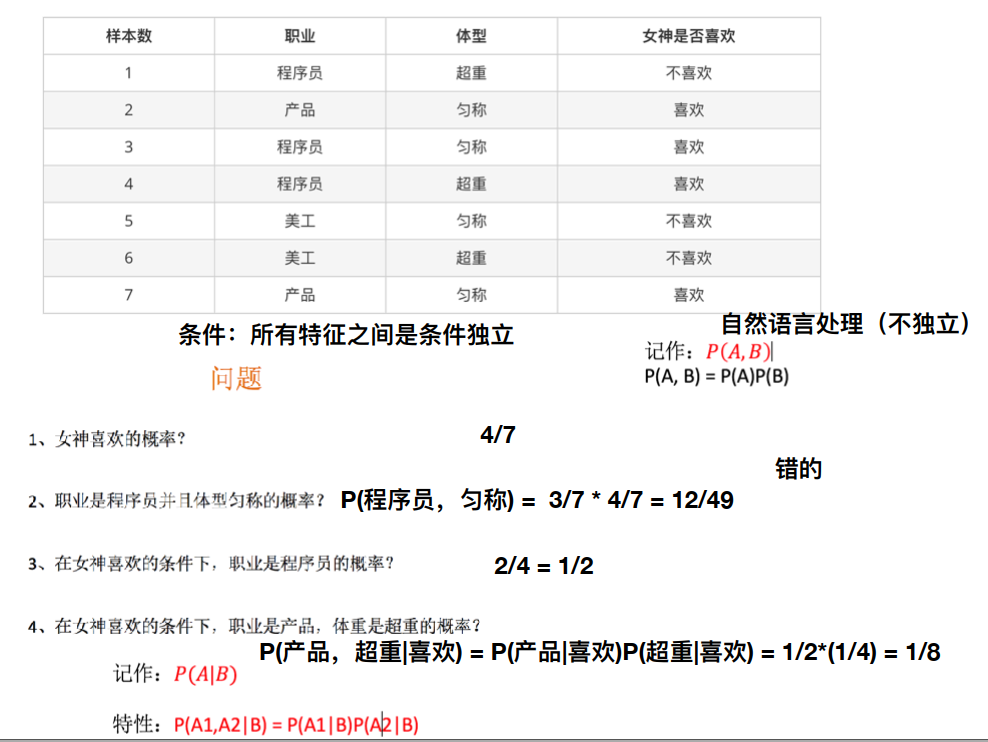 样本数 职业 体型 女神是否喜欢
1 程序员 超重 不喜欢
2 产品 匀称 喜欢
3 程序员 匀称 喜欢
4 程序员 超重 喜欢
5 美工 匀称 不喜欢
6 美工 超重 不喜欢
7 产品 匀称 喜欢
条件：所有特征之间是条件独立
自然语言处理（不独立）
记作：P(A,B)
P(A, B) = P(A)P(B)
问题
1、女神喜欢的概率？ 4/7
错的
2、职业是程序员并且体型匀称的概率？ P(程序员，匀称) = 3/7 * 4/7 = 12/49
3、在女神喜欢的条件下，职业是程序员的概率？ 2/4 = 1/2
4、在女神喜欢的条件下，职业是产品，体重是超重的概率？
P(产品，超重|喜欢) = P(产品|喜欢)P(超重|喜欢) = 1/2*(1/4) = 1/8
记作：P(A|B)
特性：P(A1,A2|B) = P(A1|B)P(A2|B)